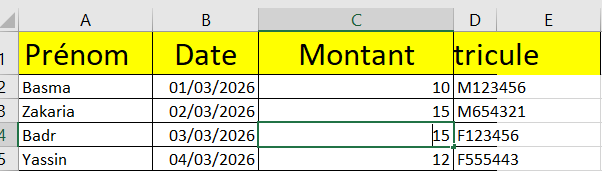 A B C D E
1 Prénom Date Montant tricule
2 Basma 01/03/2026 10 M123456
3 Zakaria 02/03/2026 15 M654321
4 Badr 03/03/2026 15 F123456
5 Yassin 04/03/2026 12 F555443